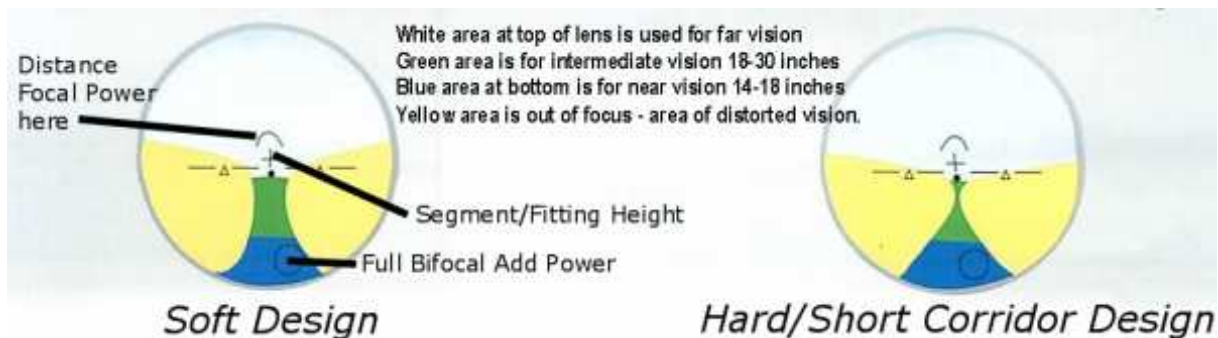 White area at top of lens is used for far vision
Green area is for intermediate vision 18-30 inches
Blue area at bottom is for near vision 14-18 inches
Yellow area is out of focus - area of distorted vision.
Distance
Focal Power
here
Segment/Fitting Height
Full Bifocal Add Power
Soft Design
Hard/Short Corridor Design